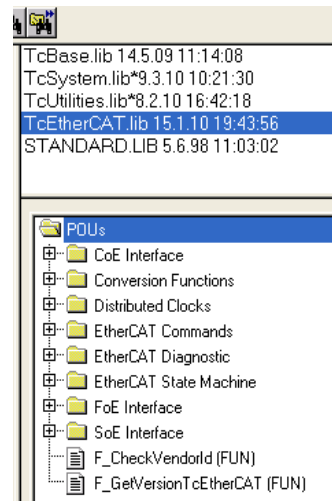 TcBase.lib 14.5.09 11:14:08
TcSystem.lib*9.3.10 10:21:30
TcUtilities.lib*8.2.10 16:42:18
TcEtherCAT.lib 15.1.10 19:43:56
STANDARD.LIB 5.6.98 11:03:02
POUs
CoE Interface
Conversion Functions
Distributed Clocks
EtherCAT Commands
EtherCAT Diagnostic
EtherCAT State Machine
FoE Interface
SoE Interface
F_CheckVendorId (FUN)
F_GetVersionTcEtherCAT (FUN)